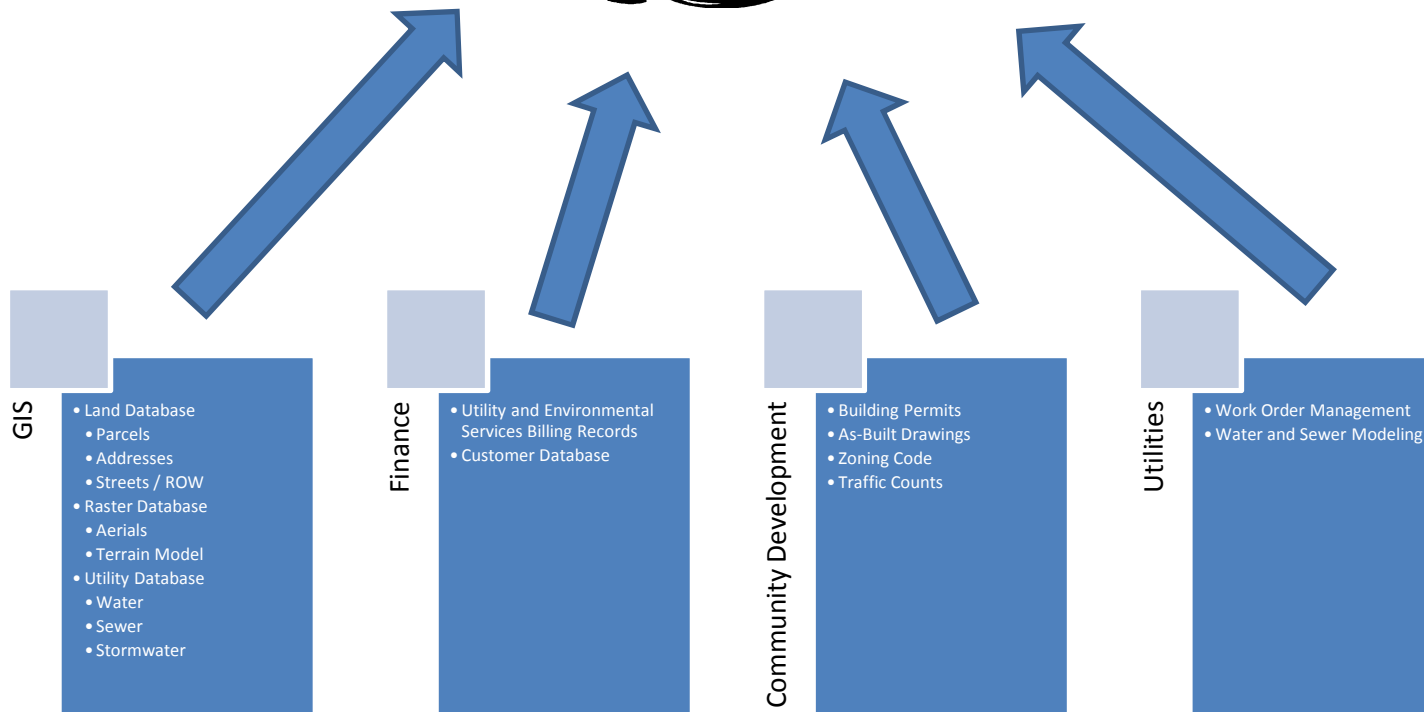 GIS
• Land Database
• Parcels
• Addresses
• Streets / ROW
• Raster Database
• Aerials
• Terrain Model
• Utility Database
• Water
• Sewer
• Stormwater
Finance
• Utility and Environmental
Services Billing Records
• Customer Database
Community Development
• Building Permits
• As-Built Drawings
• Zoning Code
• Traffic Counts
Utilities
• Work Order Management
• Water and Sewer Modeling